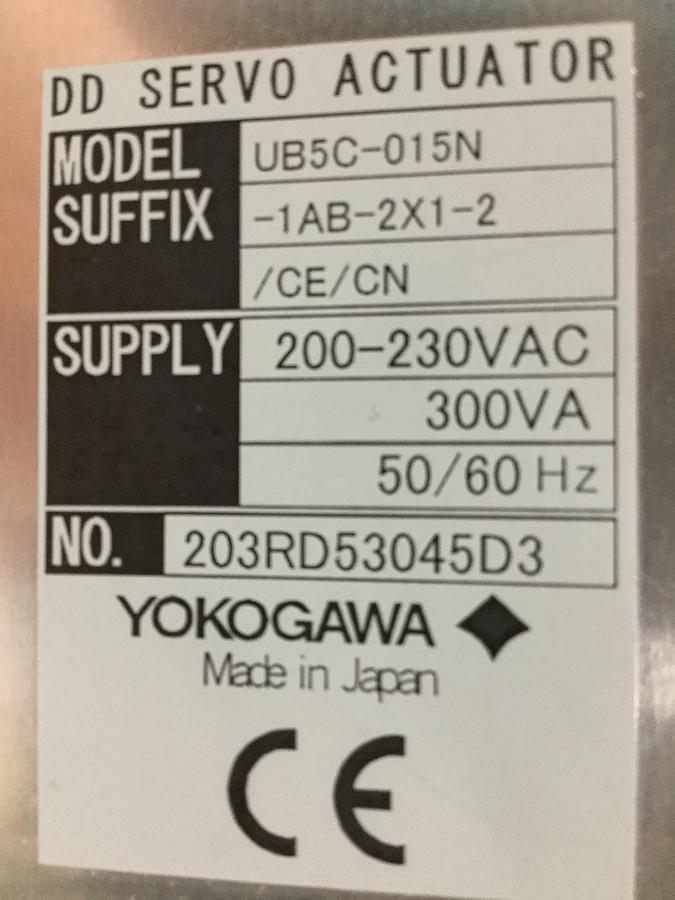 DD SERVO ACTUATOR
MODEL UB5C-015N
SUFFIX -1AB-2X1-2
/CE/CN
SUPPLY 200-230VAC
300VA
50/60 Hz
NO. 203RD53045D3
YOKOGAWA
Made in Japan
CE